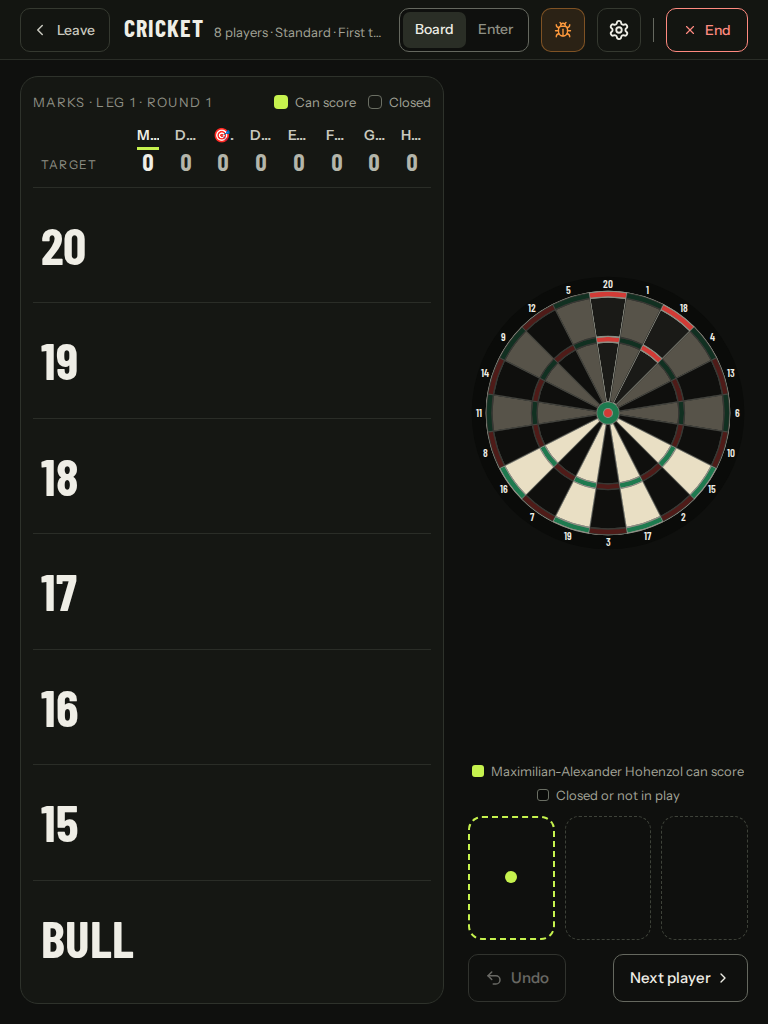 Leave
CRICKET
8 players · Standard · First t…
Board
Enter
End
MARKS · LEG 1 · ROUND 1
Can score
Closed
TARGET
M… D… 🎯. D… E… F… G… H…
0 0 0 0 0 0 0 0
20
19
18
17
16
15
BULL
20
1
18
4
13
6
10
15
2
17
3
19
7
16
8
11
14
9
12
5
Maximilian-Alexander Hohenzol can score
Closed or not in play
Undo
Next player